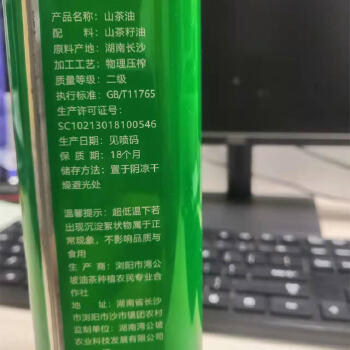 产品名称：山茶油
配　　料：山茶籽油
原料产地：湖南长沙
加工工艺：物理压榨
质量等级：二级
执行标准：GB/T11765
生产许可证号：
SC10213018100546
生产日期：见喷码
保 质 期：18个月
储存方法：置于阴凉干
燥避光处
温馨提示：超低温下若
出现沉淀絮状物属于正
常现象，不影响品质与
食用
生 产 商：浏阳市湾公
坡油茶种植农民专业合
作社
地　　址：湖南省长沙
市浏阳市沙市镇团农村
监制单位：湖南湾公坡
农业科技发展有限公司